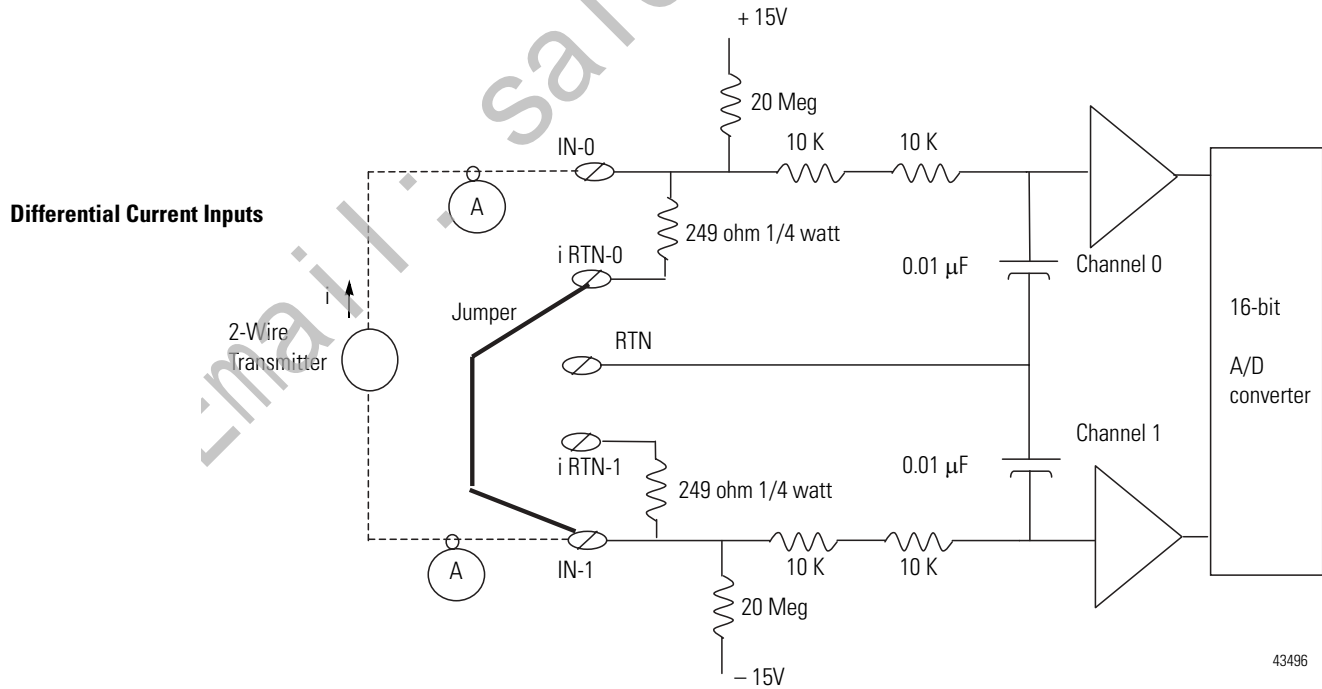 + 15V
20 Meg
10 K
10 K
IN-0
A
Differential Current Inputs
249 ohm 1/4 watt
i RTN-0
0.01 µF
Channel 0
i
Jumper
16-bit
A/D
converter
2-Wire
Transmitter
RTN
Channel 1
i RTN-1
0.01 µF
249 ohm 1/4 watt
A
IN-1
10 K
10 K
20 Meg
– 15V
43496
Email: sale